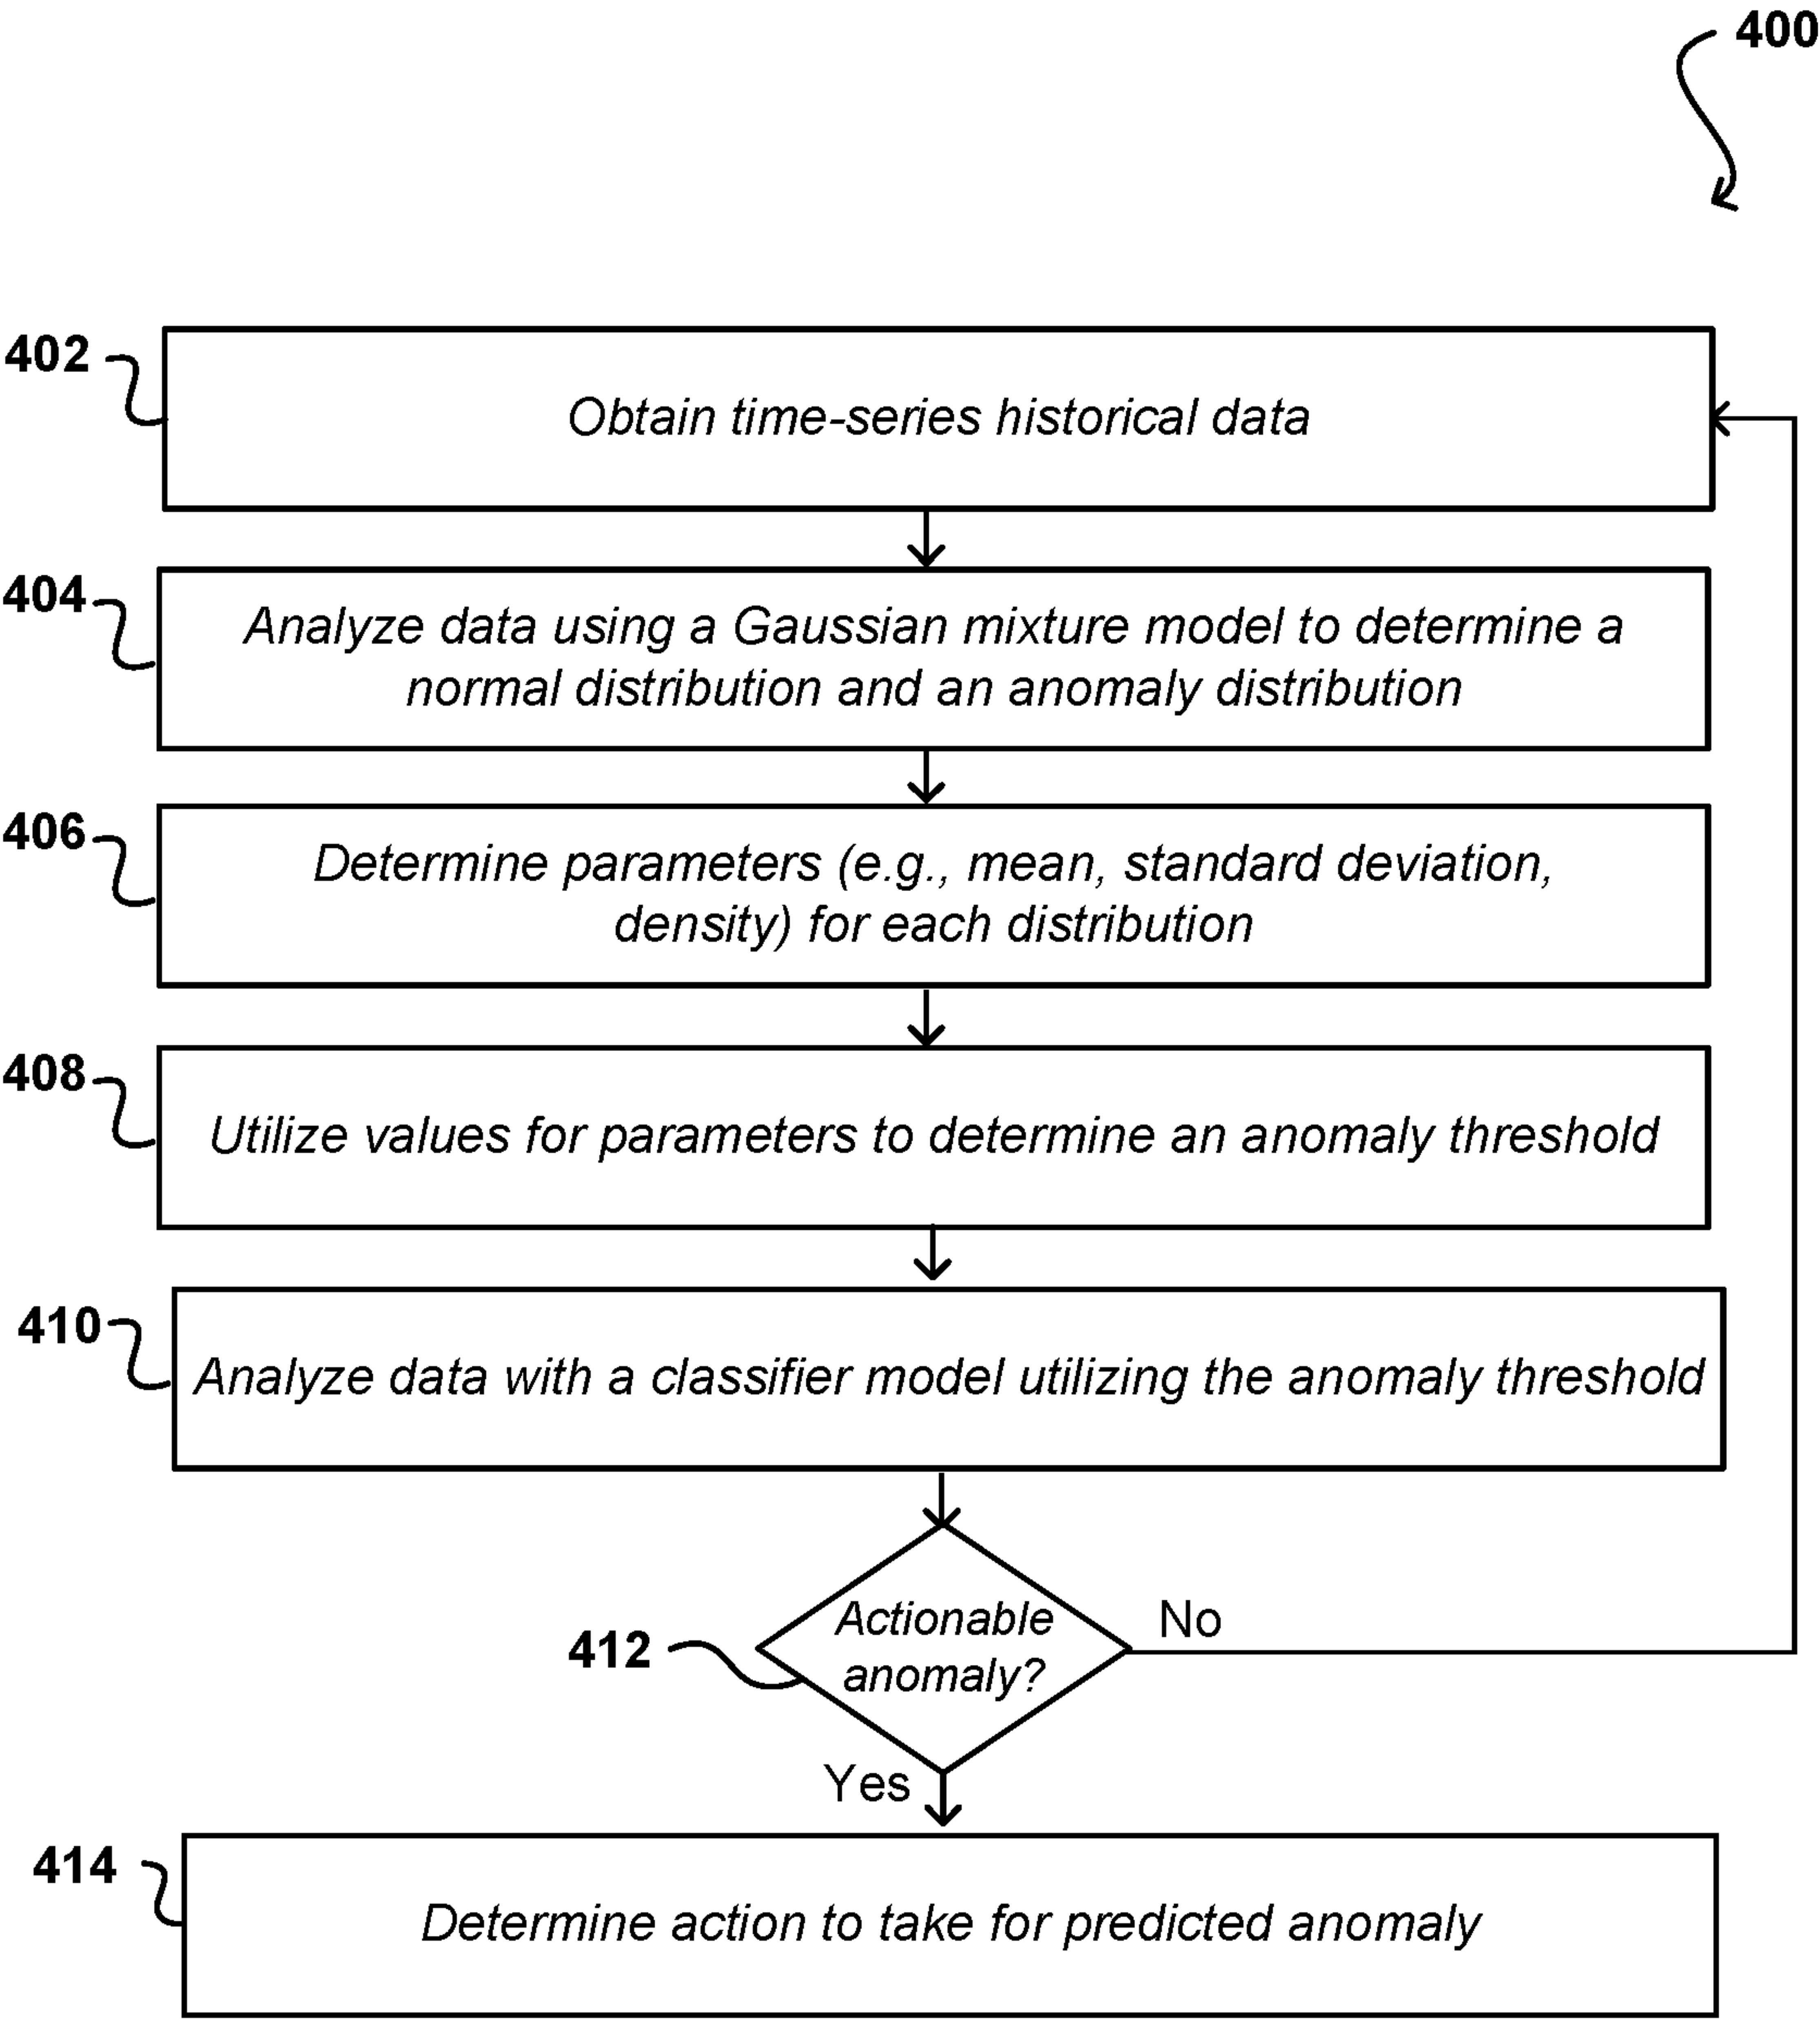 400
402
Obtain time-series historical data
404
Analyze data using a Gaussian mixture model to determine a
normal distribution and an anomaly distribution
406
Determine parameters (e.g., mean, standard deviation,
density) for each distribution
408
Utilize values for parameters to determine an anomaly threshold
410
Analyze data with a classifier model utilizing the anomaly threshold
412
Actionable
anomaly?
No
Yes
414
Determine action to take for predicted anomaly